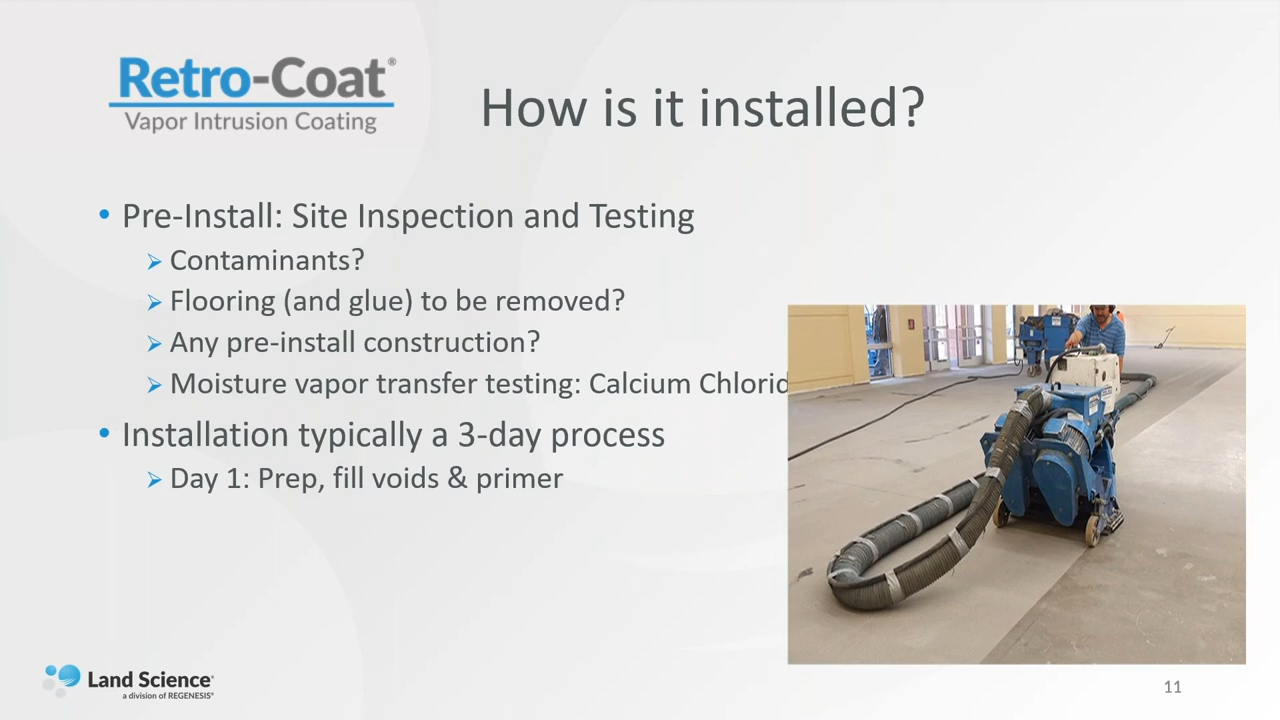 Retro-Coat®
Vapor Intrusion Coating
How is it installed?
• Pre-Install: Site Inspection and Testing
➢ Contaminants?
➢ Flooring (and glue) to be removed?
➢ Any pre-install construction?
➢ Moisture vapor transfer testing: Calcium Chlorid
• Installation typically a 3-day process
➢ Day 1: Prep, fill voids & primer
Land Science®
a division of REGENESIS®
11